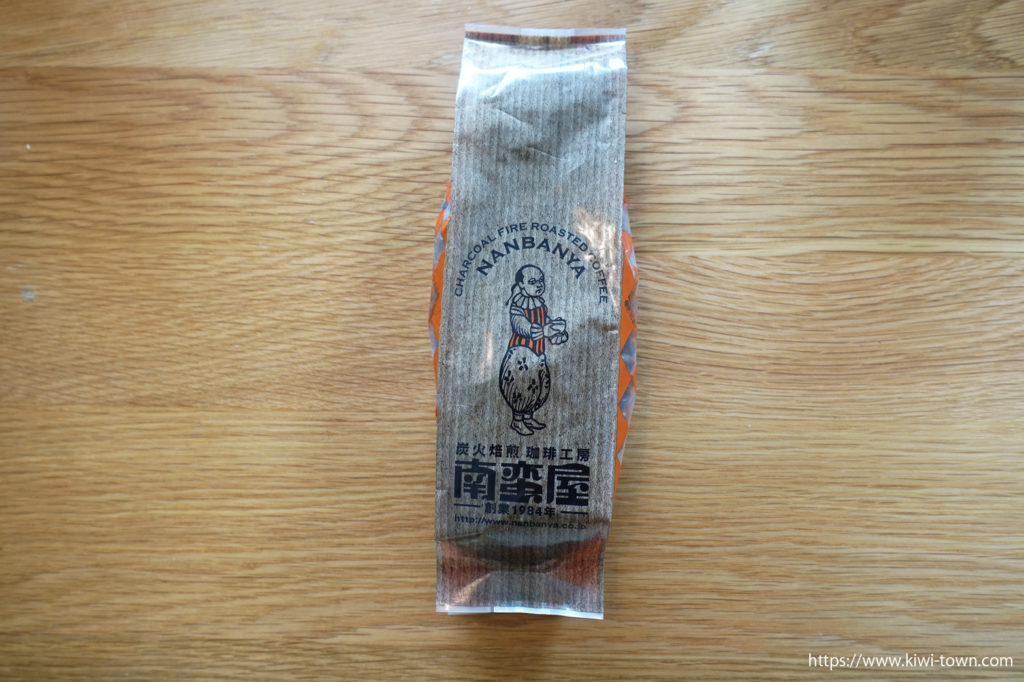 CHARCOAL FIRE ROASTED COFFEE
NANBANYA
炭火焙煎 珈琲工房
南蛮屋
創業1984年
http://www.nanbanya.co.jp
https://www.kiwi-town.com